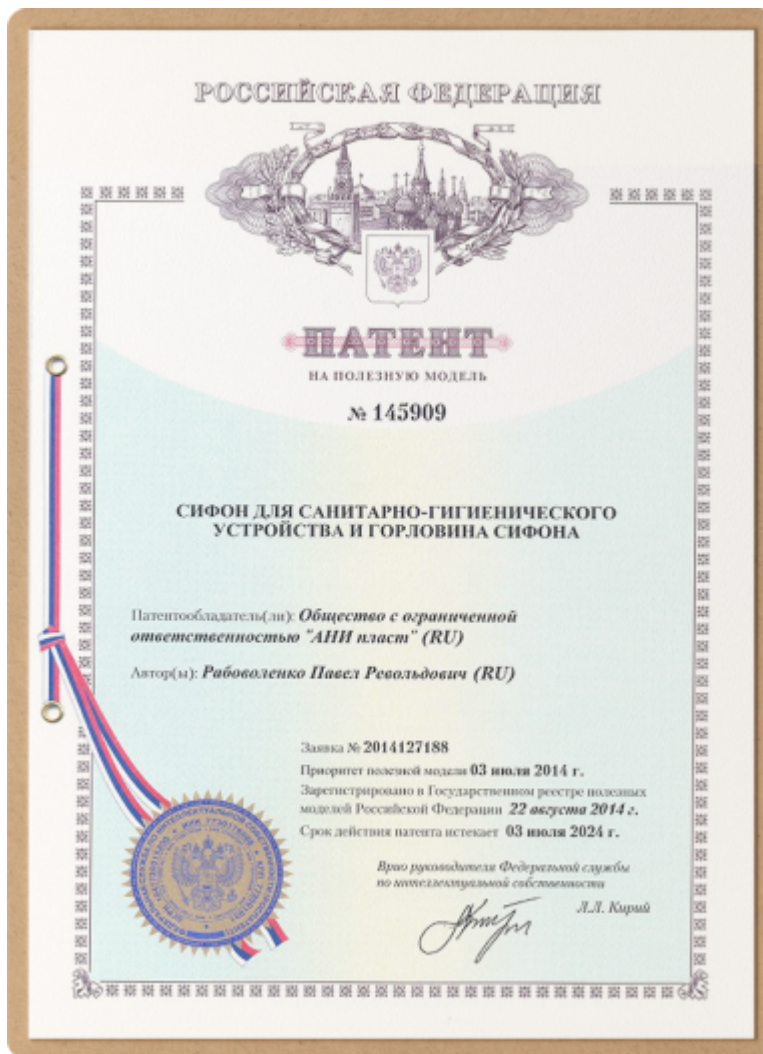 РОССИЙСКАЯ ФЕДЕРАЦИЯ
ПАТЕНТ
НА ПОЛЕЗНУЮ МОДЕЛЬ
№ 145909
СИФОН ДЛЯ САНИТАРНО-ГИГИЕНИЧЕСКОГО
УСТРОЙСТВА И ГОРЛОВИНА СИФОНА
Патентообладатель(ли): Общество с ограниченной
ответственностью "АНИ пласт" (RU)
Автор(ы): Рабоволенко Павел Револьдович (RU)
Заявка № 2014127188
Приоритет полезной модели 03 июля 2014 г.
Зарегистрировано в Государственном реестре полезных
моделей Российской Федерации 22 августа 2014 г.
Срок действия патента истекает 03 июля 2024 г.
Врио руководителя Федеральной службы
по интеллектуальной собственности
Л.Л. Кирий